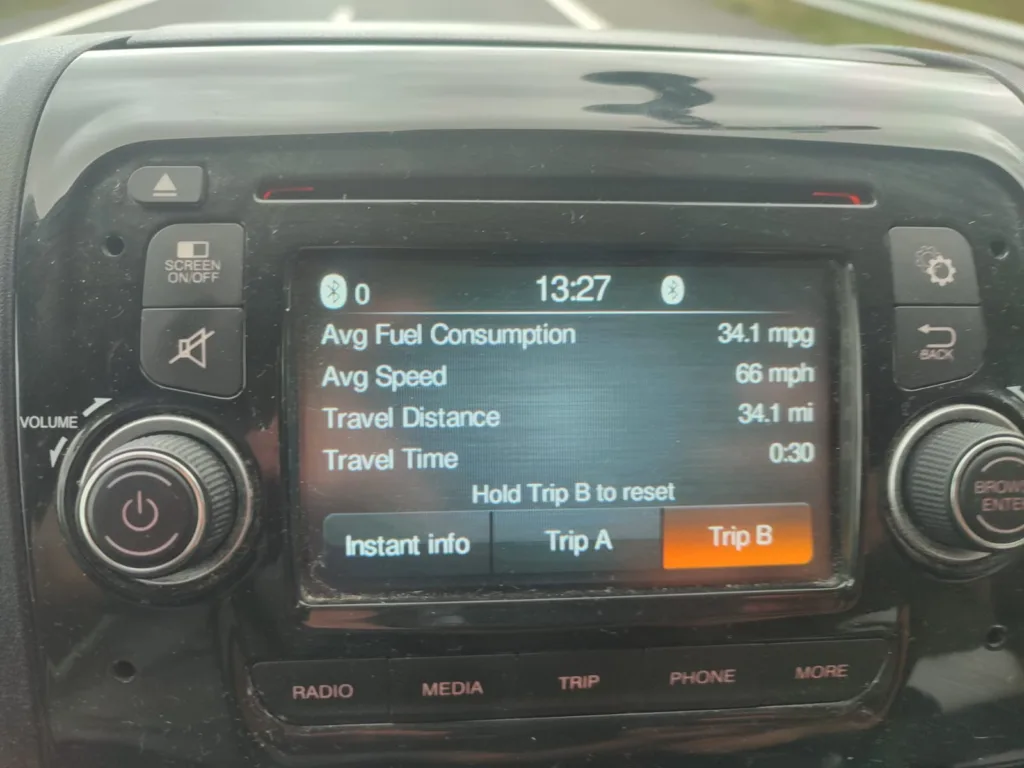 SCREEN
ON/OFF
VOLUME
0 13:27
Avg Fuel Consumption 34.1 mpg
Avg Speed 66 mph
Travel Distance 34.1 mi
Travel Time 0:30
Hold Trip B to reset
Instant info Trip A Trip B
BACK
ENTER
RADIO MEDIA TRIP PHONE MORE